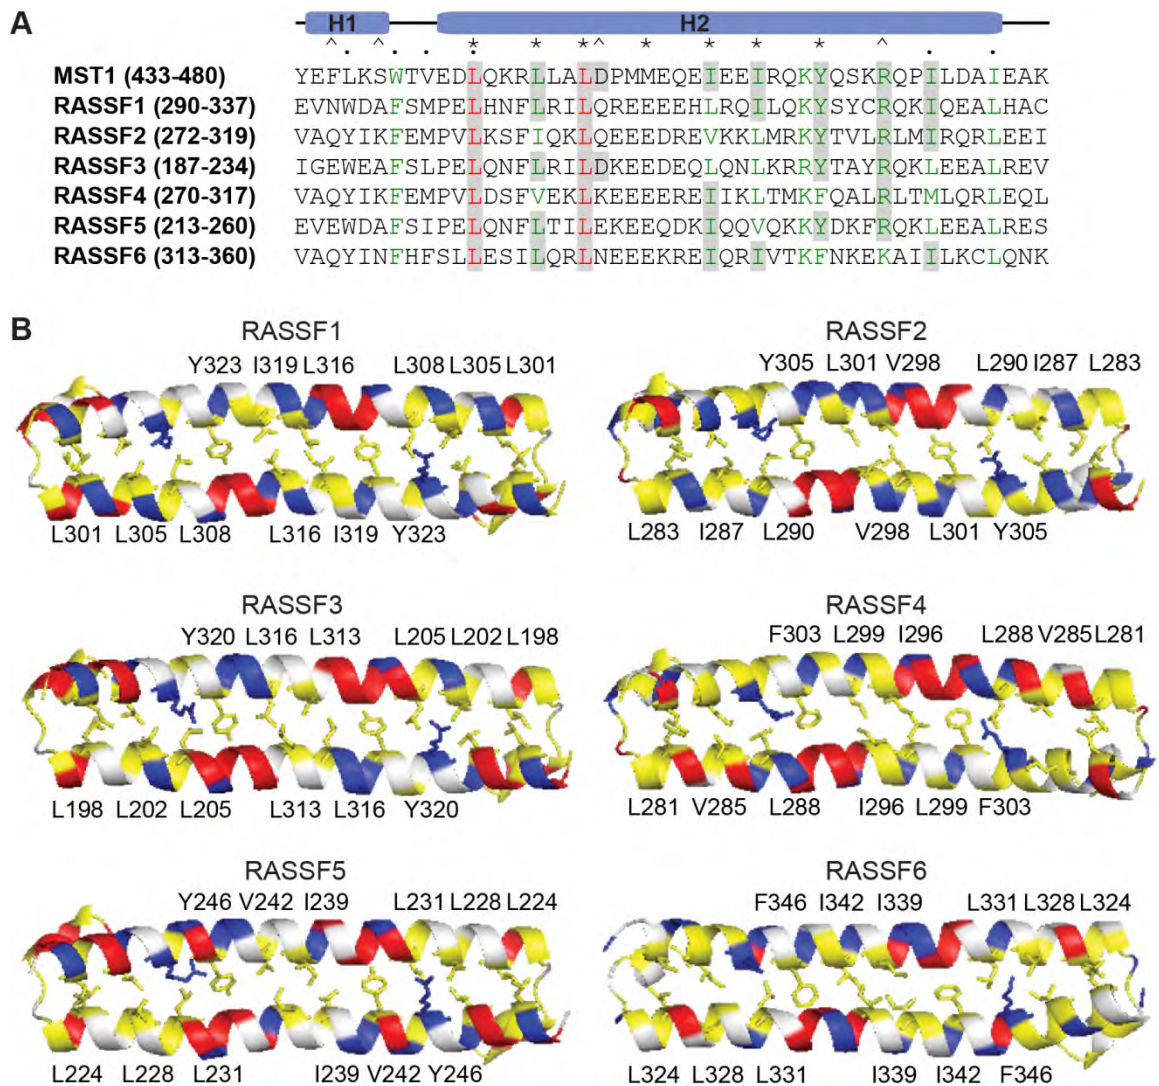 A
H1 H2
^ . ^ . . * . * * ^ * * * * ^ . .
MST1 (433-480) YEFLKSWTVEDLQKRLLALDPMMEQEIEEIRQKYQSKRQPILDAIEAK
RASSF1 (290-337) EVNWDAFSMPELHNFLRILQREEEEHLRQILQKYSYCRQKIQEALHAC
RASSF2 (272-319) VAQYIKFEMPVLKSFIQKLQEEEDREVKKLMRKYTVLRLMIRQRLEEI
RASSF3 (187-234) IGEWEAFSLPELQNFLRILDKEEDEQLQNLKRRYTAYRQKLEEALREV
RASSF4 (270-317) VAQYIKFEMPVLDSFVEKLKEEEEREIIKLTMKFQALRLTMLQRLEQL
RASSF5 (213-260) EVEWDAFSIPELQNFLTILEKEEQDKIQQVQKKYDKFRQKLEEALRES
RASSF6 (313-360) VAQYINFHFSLLESILQRLNEEEKREIQRIVTKFNKEKAIILKCLQNK
B
RASSF1
Y323 I319 L316 L308 L305 L301
L301 L305 L308 L316 I319 Y323
RASSF2
Y305 L301 V298 L290 I287 L283
L283 I287 L290 V298 L301 Y305
RASSF3
Y320 L316 L313 L205 L202 L198
L198 L202 L205 L313 L316 Y320
RASSF4
F303 L299 I296 L288 V285 L281
L281 V285 L288 I296 L299 F303
RASSF5
Y246 V242 I239 L231 L228 L224
L224 L228 L231 I239 V242 Y246
RASSF6
F346 I342 I339 L331 L328 L324
L324 L328 L331 I339 I342 F346